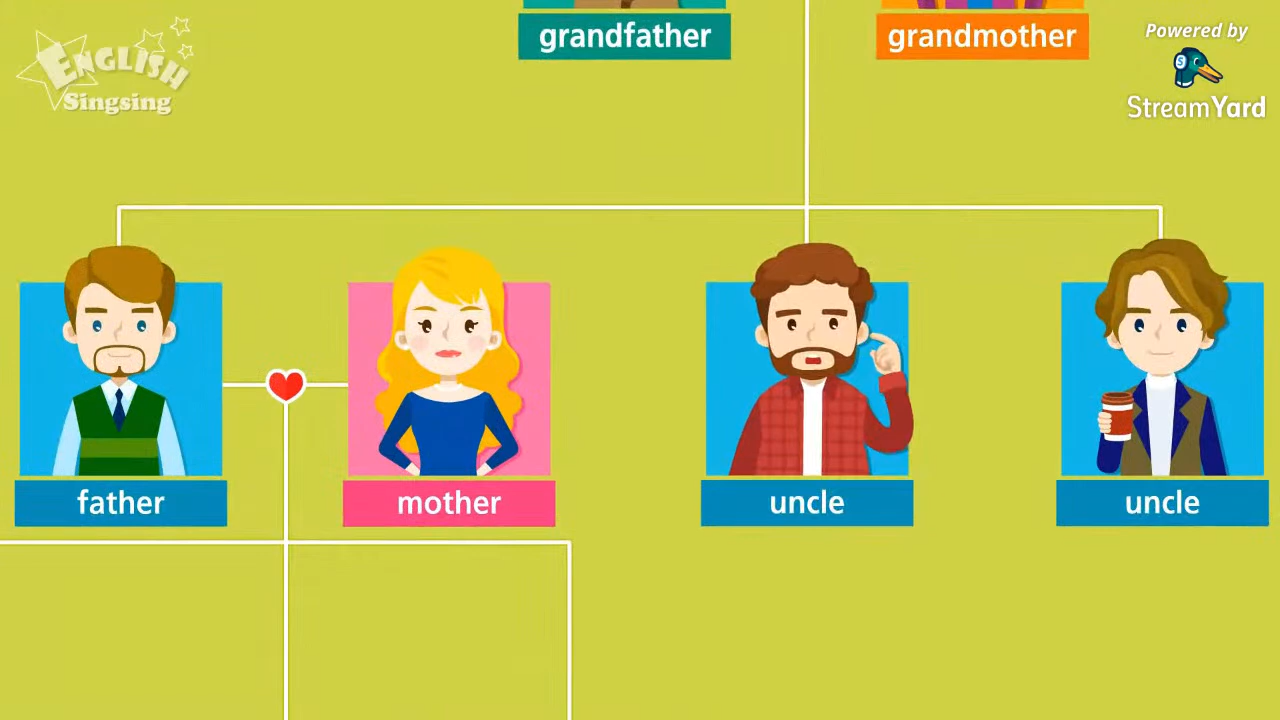 grandfather
grandmother
Powered by
StreamYard
ENGLISH
Singsing
father
mother
uncle
uncle